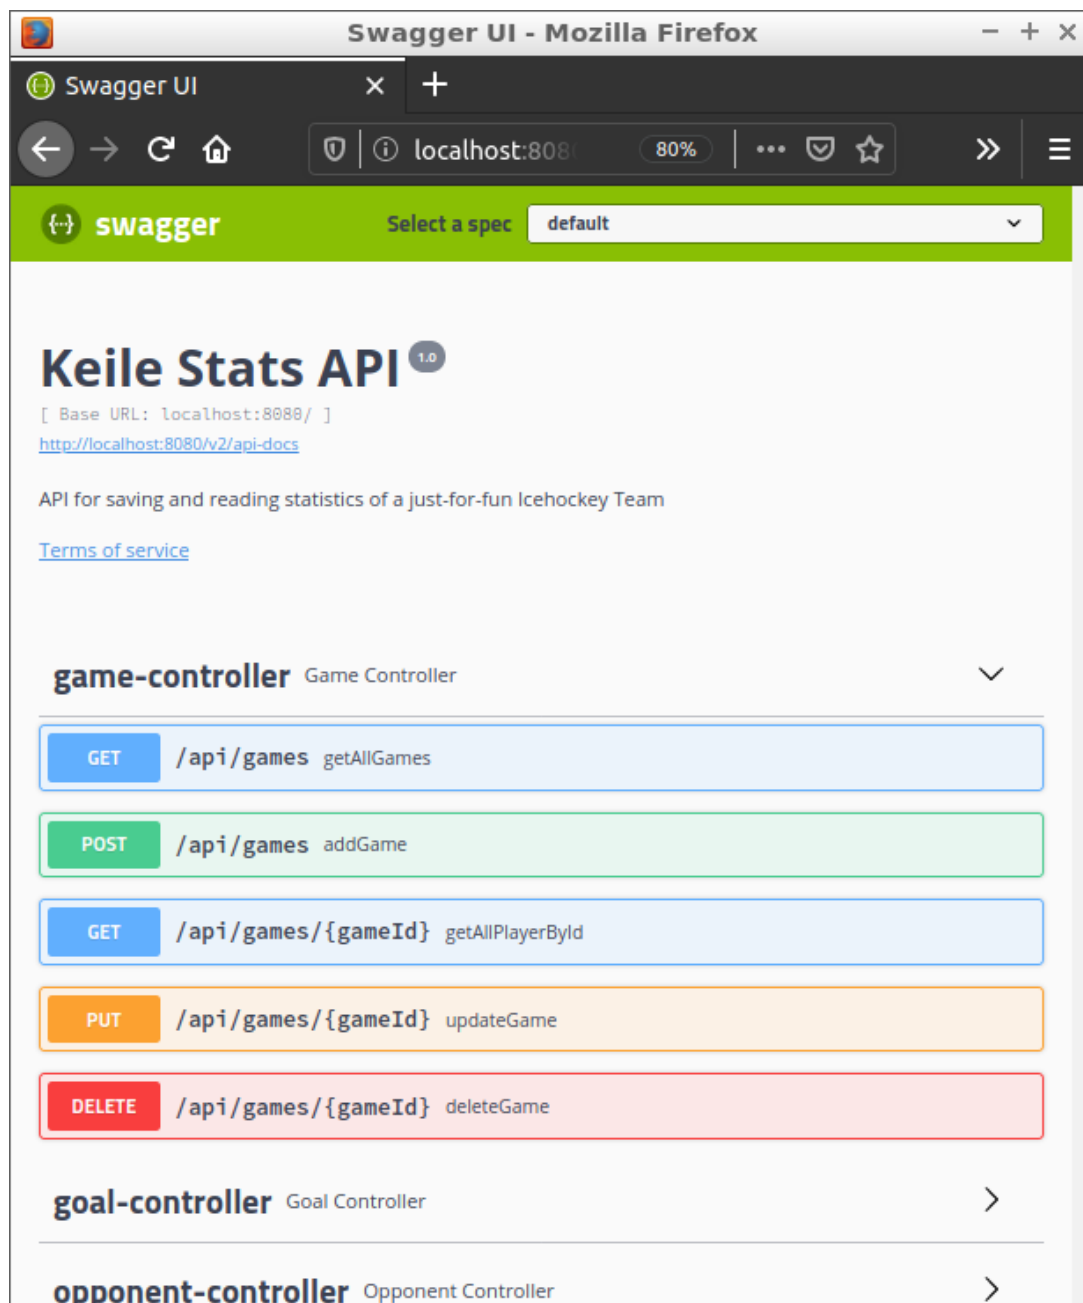 Swagger UI - Mozilla Firefox
Swagger UI
localhost:808
80%
swagger
Select a spec
default
Keile Stats API 1.0
[ Base URL: localhost:8080/ ]
http://localhost:8080/v2/api-docs
API for saving and reading statistics of a just-for-fun Icehockey Team
Terms of service
game-controller Game Controller
GET /api/games getAllGames
POST /api/games addGame
GET /api/games/{gameId} getAllPlayerById
PUT /api/games/{gameId} updateGame
DELETE /api/games/{gameId} deleteGame
goal-controller Goal Controller
opponent-controller Opponent Controller